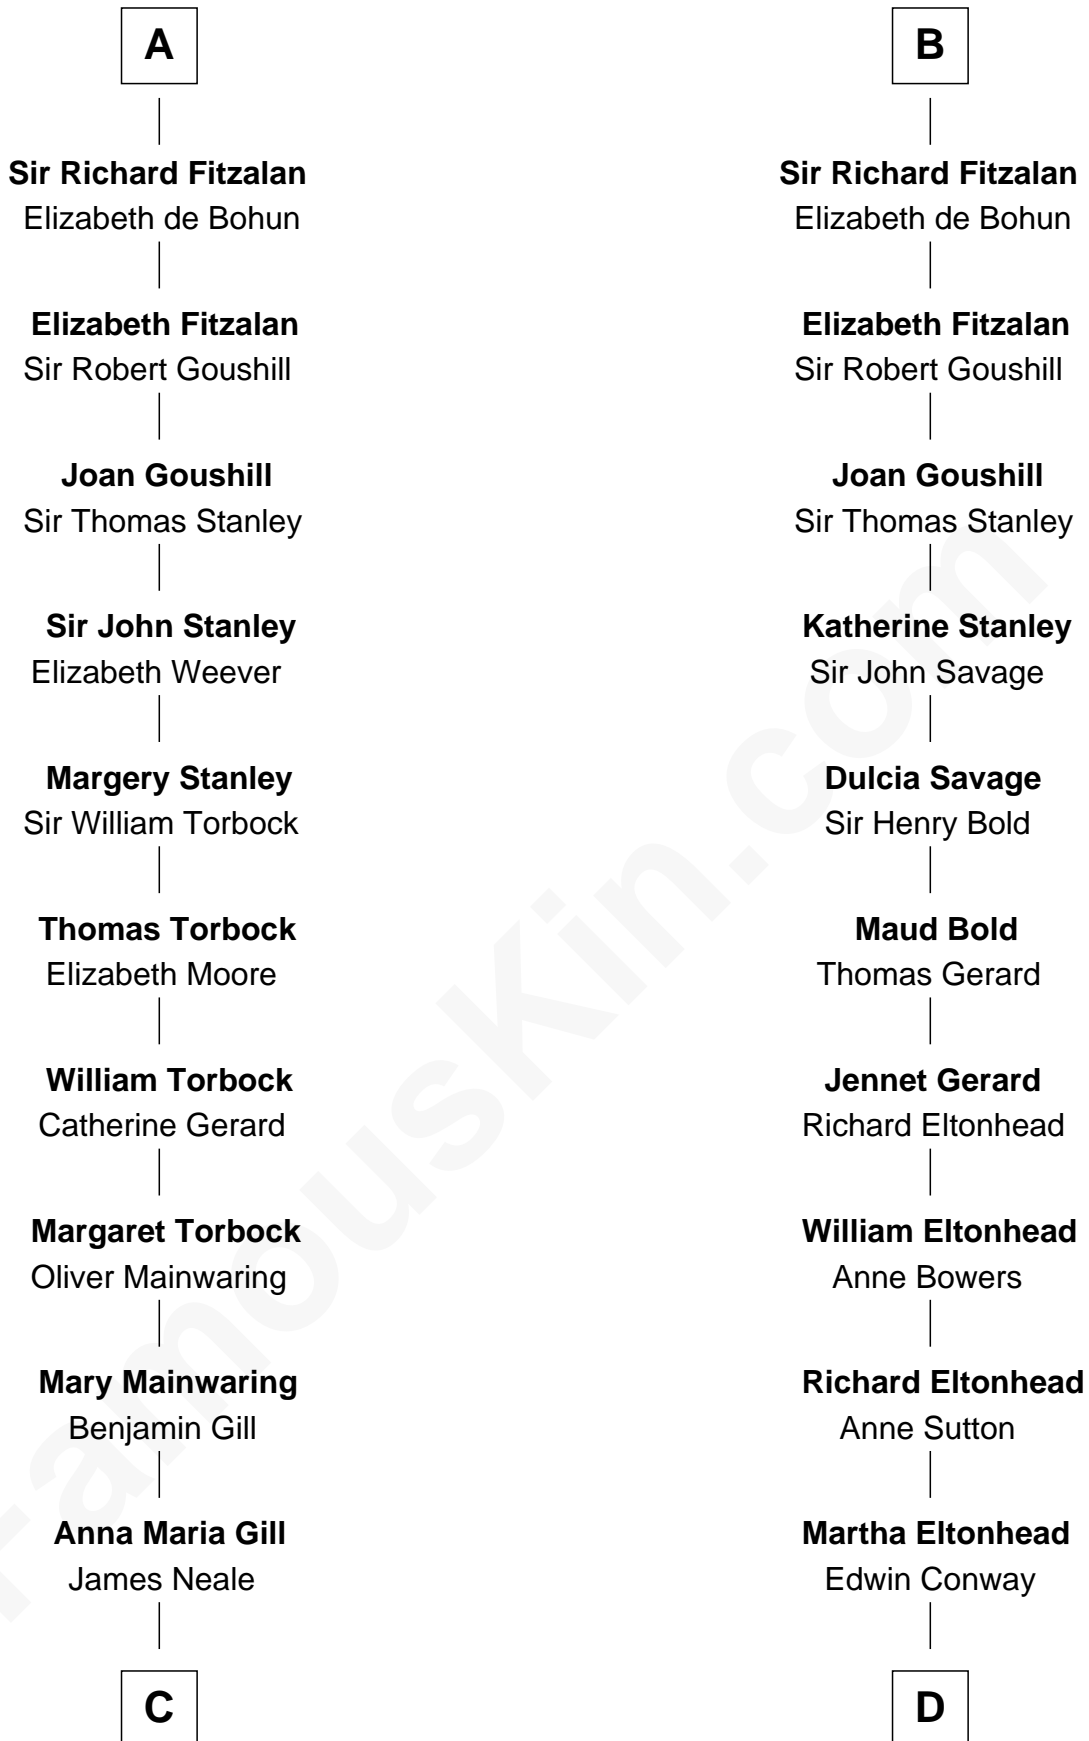 A
Sir Richard Fitzalan
Elizabeth de Bohun
Elizabeth Fitzalan
Sir Robert Goushill
Joan Goushill
Sir Thomas Stanley
Sir John Stanley
Elizabeth Weever
Margery Stanley
Sir William Torbock
Thomas Torbock
Elizabeth Moore
William Torbock
Catherine Gerard
Margaret Torbock
Oliver Mainwaring
Mary Mainwaring
Benjamin Gill
Anna Maria Gill
James Neale
C
B
Sir Richard Fitzalan
Elizabeth de Bohun
Elizabeth Fitzalan
Sir Robert Goushill
Joan Goushill
Sir Thomas Stanley
Katherine Stanley
Sir John Savage
Dulcia Savage
Sir Henry Bold
Maud Bold
Thomas Gerard
Jennet Gerard
Richard Eltonhead
William Eltonhead
Anne Bowers
Richard Eltonhead
Anne Sutton
Martha Eltonhead
Edwin Conway
D
FamousKin.com